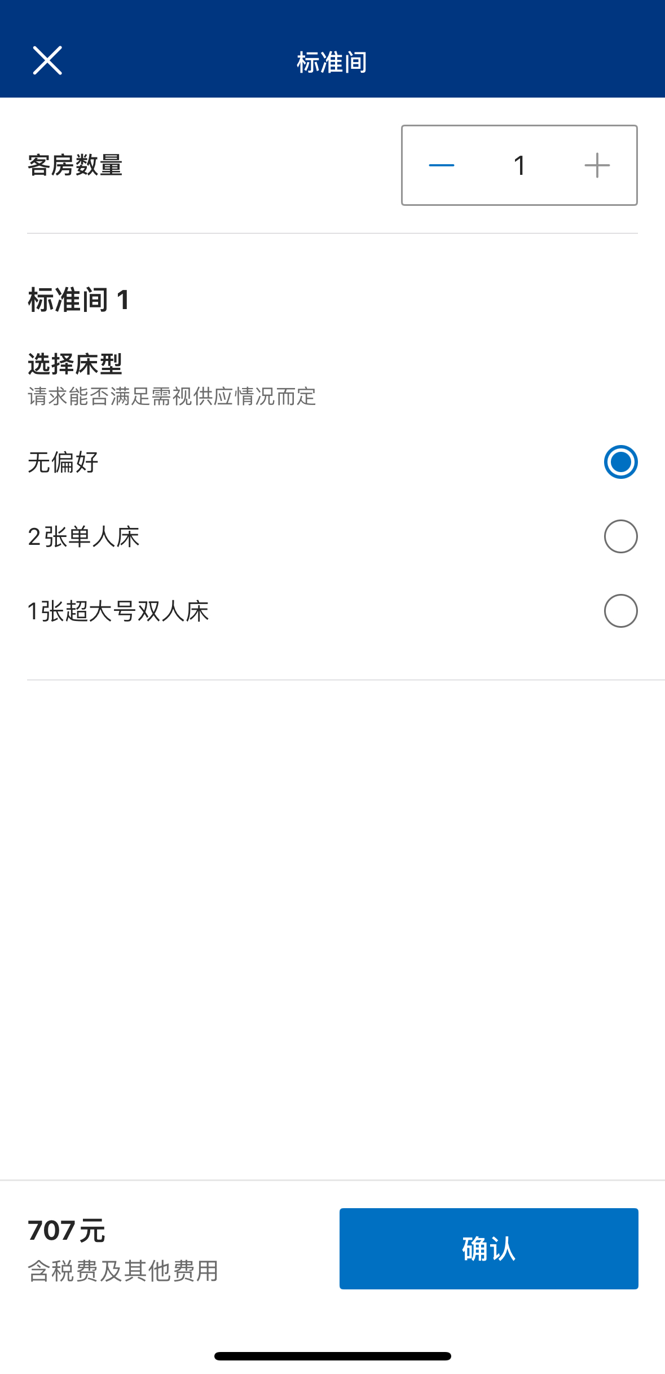 标准间
客房数量
1
标准间 1
选择床型
请求能否满足需视供应情况而定
无偏好
2张单人床
1张超大号双人床
707元
含税费及其他费用
确认